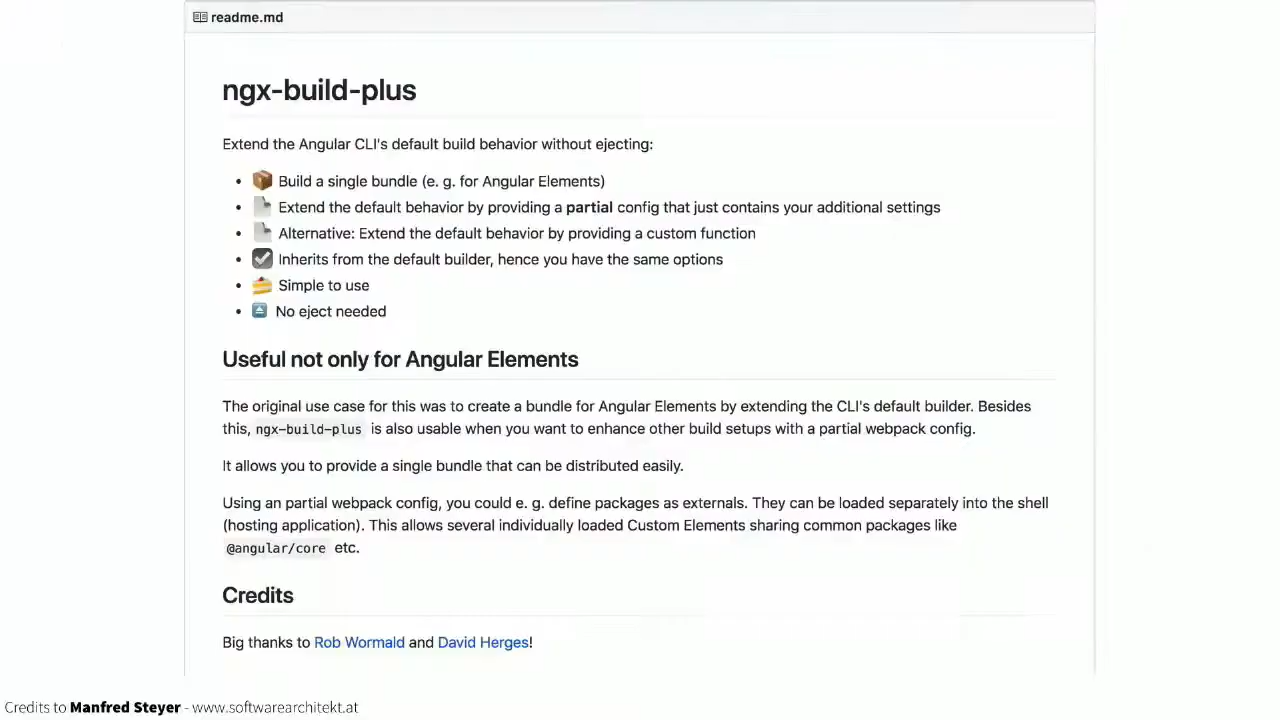 readme.md
ngx-build-plus
Extend the Angular CLI's default build behavior without ejecting:
Build a single bundle (e. g. for Angular Elements)
Extend the default behavior by providing a partial config that just contains your additional settings
Alternative: Extend the default behavior by providing a custom function
Inherits from the default builder, hence you have the same options
Simple to use
No eject needed
Useful not only for Angular Elements
The original use case for this was to create a bundle for Angular Elements by extending the CLI's default builder. Besides
this, ngx-build-plus is also usable when you want to enhance other build setups with a partial webpack config.
It allows you to provide a single bundle that can be distributed easily.
Using an partial webpack config, you could e. g. define packages as externals. They can be loaded separately into the shell
(hosting application). This allows several individually loaded Custom Elements sharing common packages like
@angular/core etc.
Credits
Big thanks to Rob Wormald and David Herges!
Credits to Manfred Steyer - www.softwarearchitekt.at